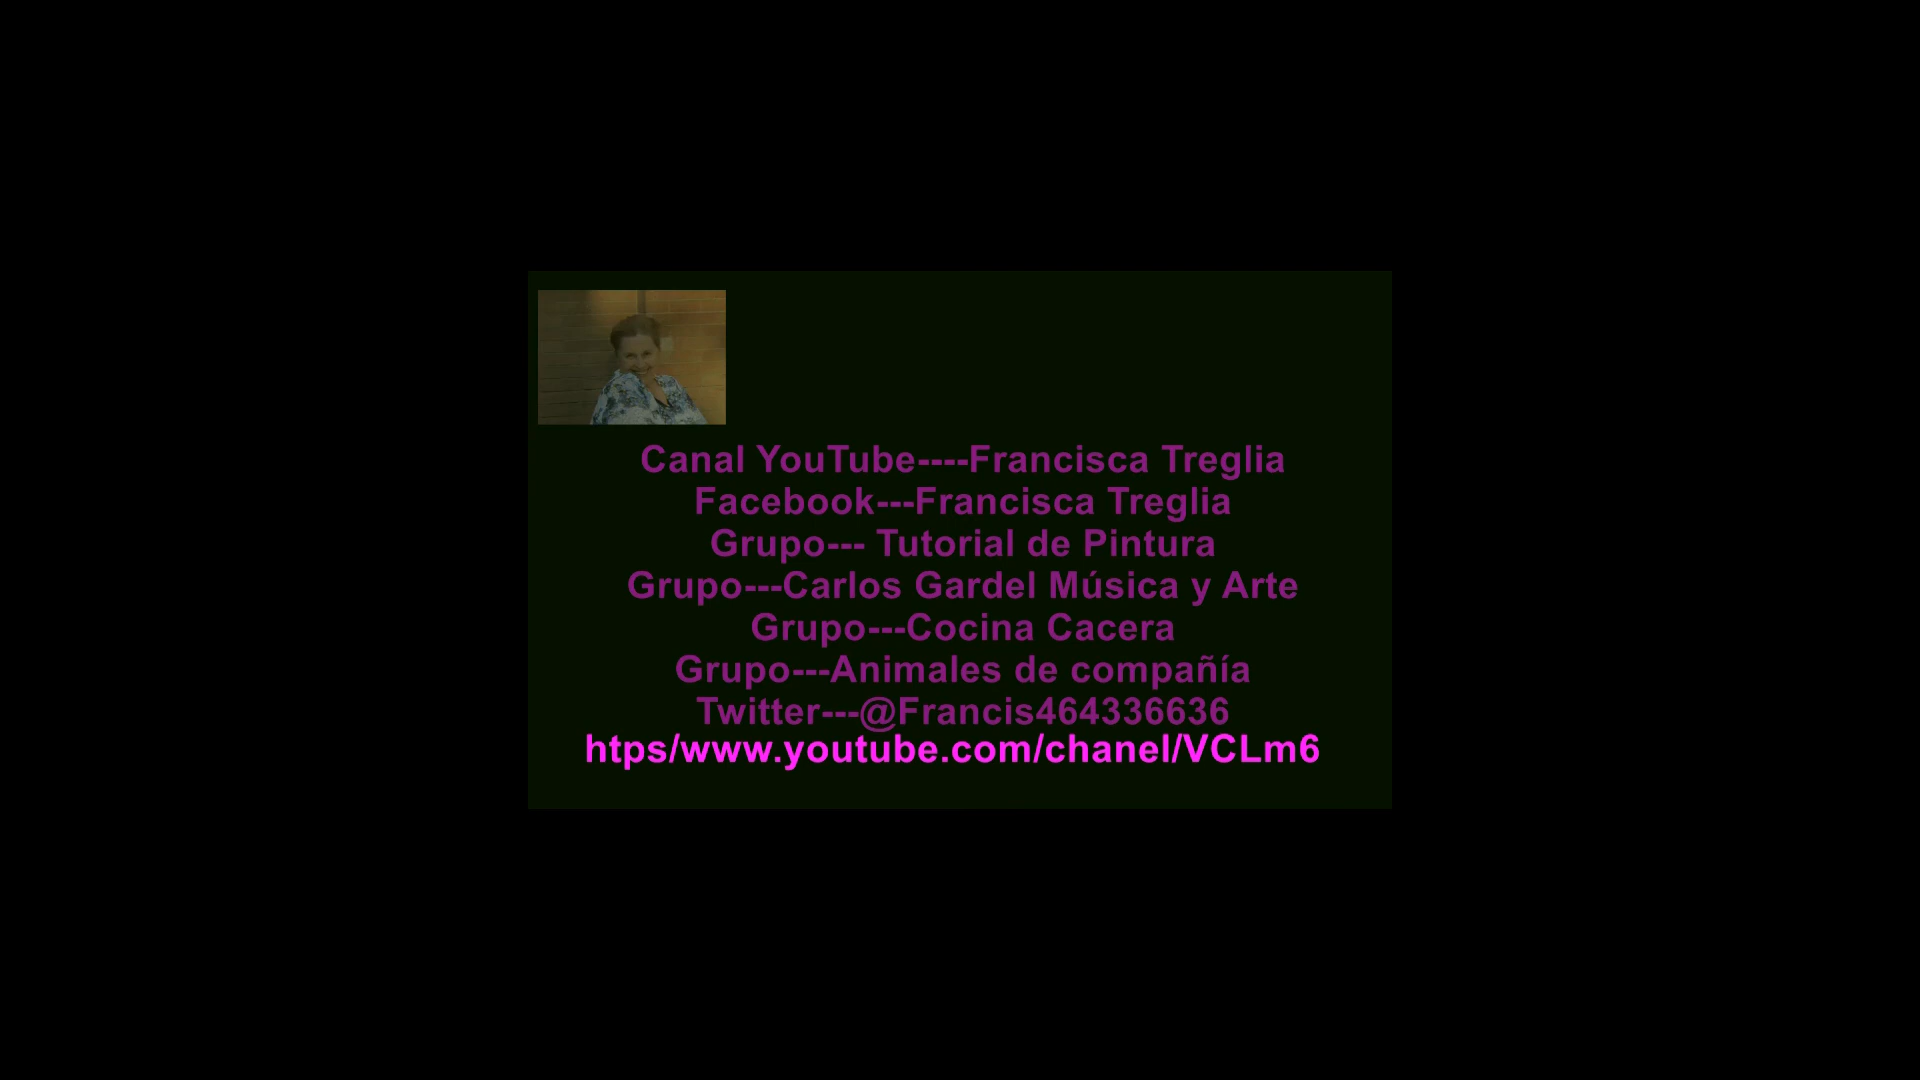 Canal YouTube----Francisca Treglia
Facebook---Francisca Treglia
Grupo--- Tutorial de Pintura
Grupo---Carlos Gardel Música y Arte
Grupo---Cocina Cacera
Grupo---Animales de compañía
Twitter---@Francis464336636
htps/www.youtube.com/chanel/VCLm6